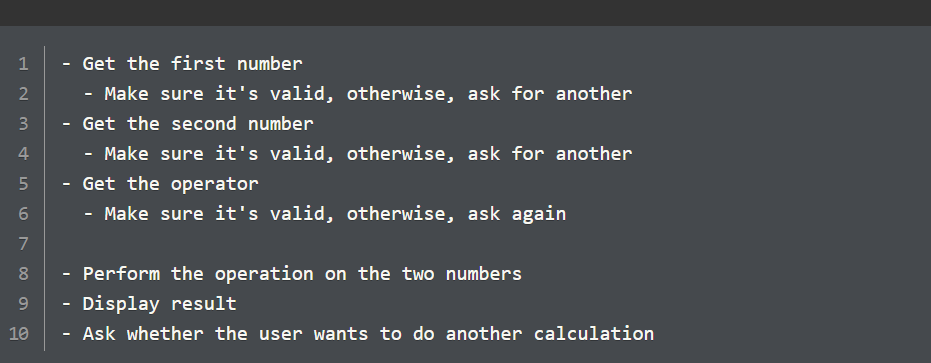 1 - Get the first number
2   - Make sure it's valid, otherwise, ask for another
3 - Get the second number
4   - Make sure it's valid, otherwise, ask for another
5 - Get the operator
6   - Make sure it's valid, otherwise, ask again
7
8 - Perform the operation on the two numbers
9 - Display result
10 - Ask whether the user wants to do another calculation